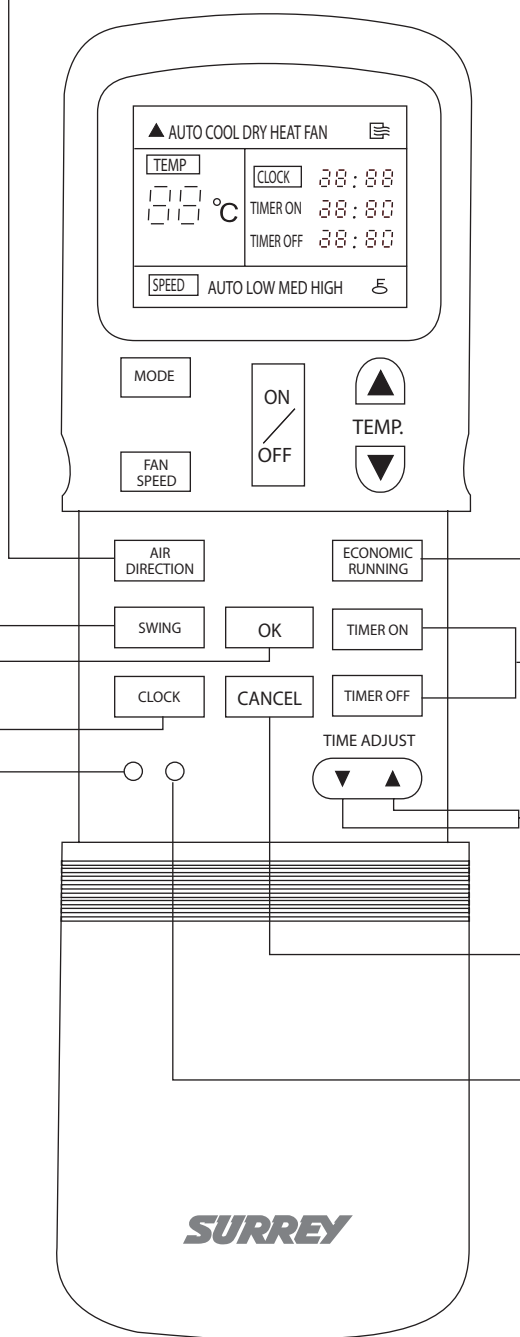 ▲ AUTO COOL DRY HEAT FAN
TEMP
88 °C
CLOCK 88:88
TIMER ON 88:80
TIMER OFF 88:80
SPEED AUTO LOW MED HIGH
MODE
ON
OFF
▲
TEMP.
▼
FAN
SPEED
AIR
DIRECTION
ECONOMIC
RUNNING
SWING
OK
TIMER ON
CLOCK
CANCEL
TIMER OFF
TIME ADJUST
▼ ▲
SURREY